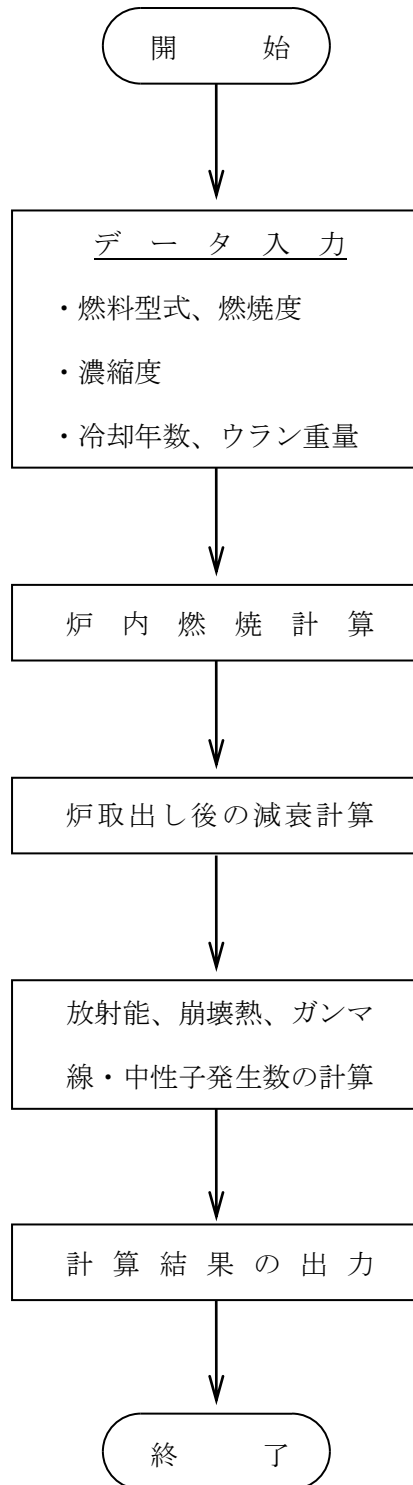 開 始
データ入力
・燃料型式、燃焼度
・濃縮度
・冷却年数、ウラン重量
炉内燃焼計算
炉取出し後の減衰計算
放射能、崩壊熱、ガンマ
線・中性子発生数の計算
計算結果の出力
終 了